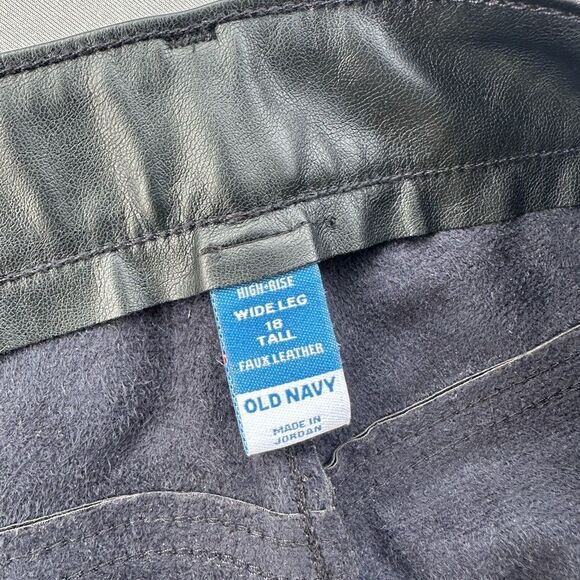 HIGH•RISE
WIDE LEG
18
TALL
FAUX LEATHER
OLD NAVY
MADE IN
JORDAN